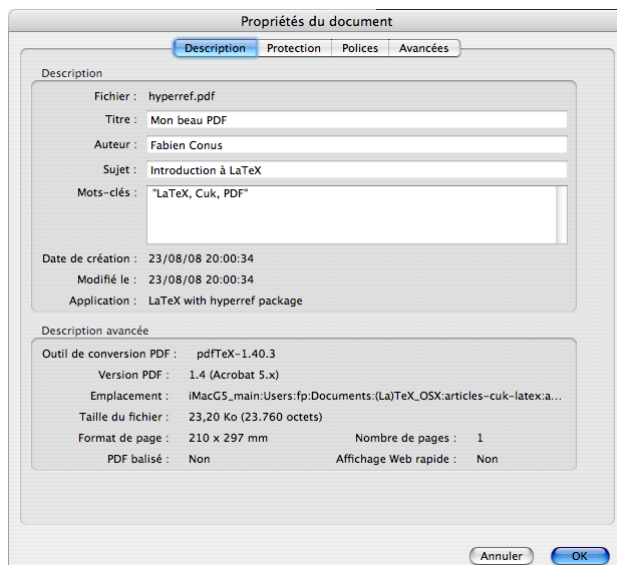 Propriétés du document
Description Protection Polices Avancées
Description
Fichier : hyperref.pdf
Titre : Mon beau PDF
Auteur : Fabien Conus
Sujet : Introduction à LaTeX
Mots-clés : "LaTeX, Cuk, PDF"
Date de création : 23/08/08 20:00:34
Modifié le : 23/08/08 20:00:34
Application : LaTeX with hyperref package
Description avancée
Outil de conversion PDF : pdfTeX-1.40.3
Version PDF : 1.4 (Acrobat 5.x)
Emplacement : iMacG5_main:Users:fp:Documents:(La)TeX_OSX:articles-cuk-latex:a...
Taille du fichier : 23,20 Ko (23.760 octets)
Format de page : 210 x 297 mm Nombre de pages : 1
PDF balisé : Non Affichage Web rapide : Non
Annuler OK